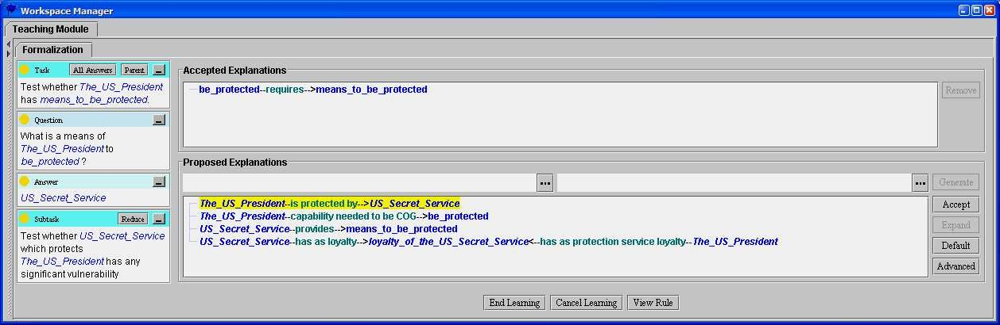 Workspace Manager
Teaching Module
Formalization
Task All Answers Parent
Test whether The_US_President
has means_to_be_protected.
Question
What is a means of
The_US_President to
be_protected ?
Answer
US_Secret_Service
Subtask Reduce
Test whether US_Secret_Service
which protects
The_US_President has any
significant vulnerability
Accepted Explanations
be_protected--requires-->means_to_be_protected
Remove
Proposed Explanations
... ... Generate
The_US_President--is protected by-->US_Secret_Service
The_US_President--capability needed to be COG-->be_protected
US_Secret_Service--provides-->means_to_be_protected
US_Secret_Service--has as loyalty-->loyalty_of_the_US_Secret_Service<--has as protection service loyalty--The_US_President
Accept
Expand
Default
Advanced
End Learning Cancel Learning View Rule